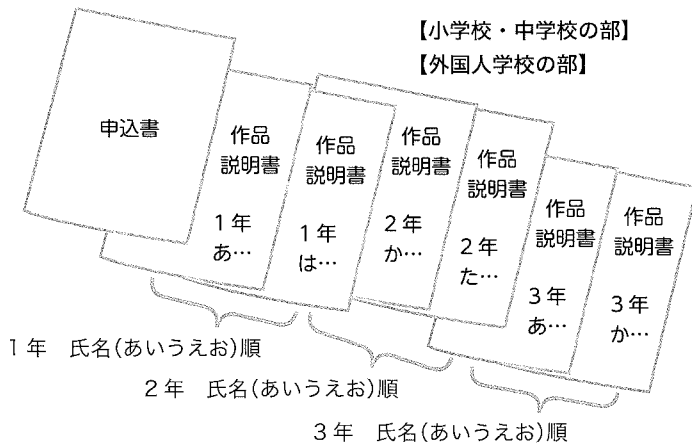 【小学校・中学校の部】
【外国人学校の部】
申込書
作品
説明書
1年
あ…
作品
説明書
1年
は…
作品
説明書
2年
か…
作品
説明書
2年
た…
作品
説明書
3年
あ…
作品
説明書
3年
か…
1年 氏名(あいうえお)順
2年 氏名(あいうえお)順
3年 氏名(あいうえお)順